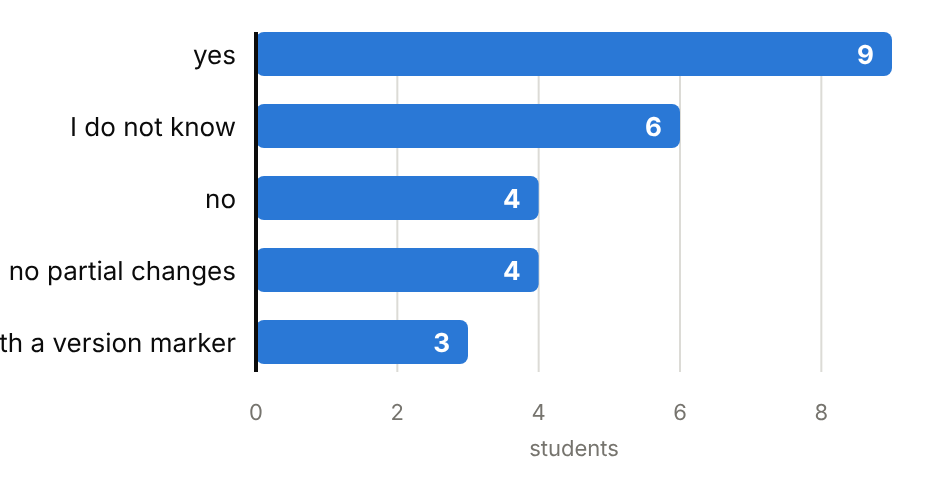 yes
9
I do not know
6
no
4
no partial changes
4
a version marker
3
0 2 4 6 8
students